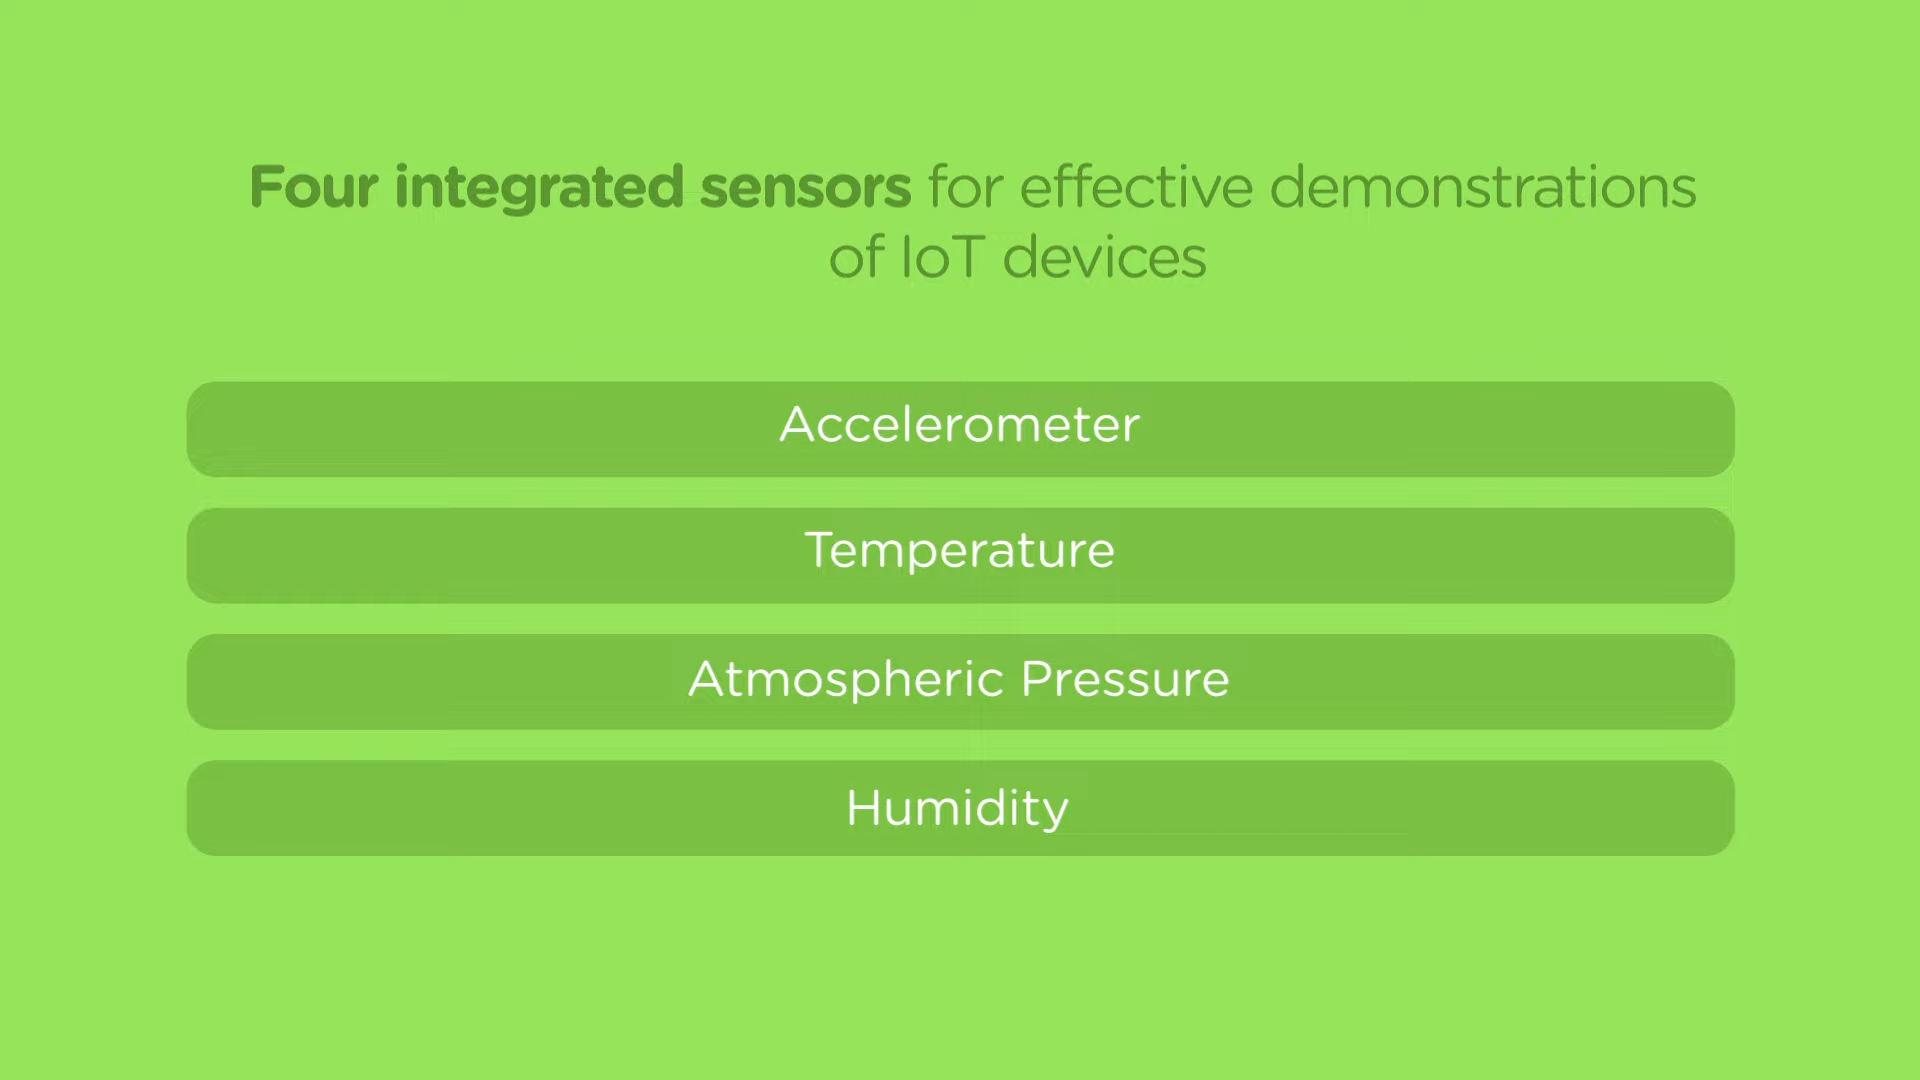 Four integrated sensors for effective demonstrations
of IoT devices
Accelerometer
Temperature
Atmospheric Pressure
Humidity